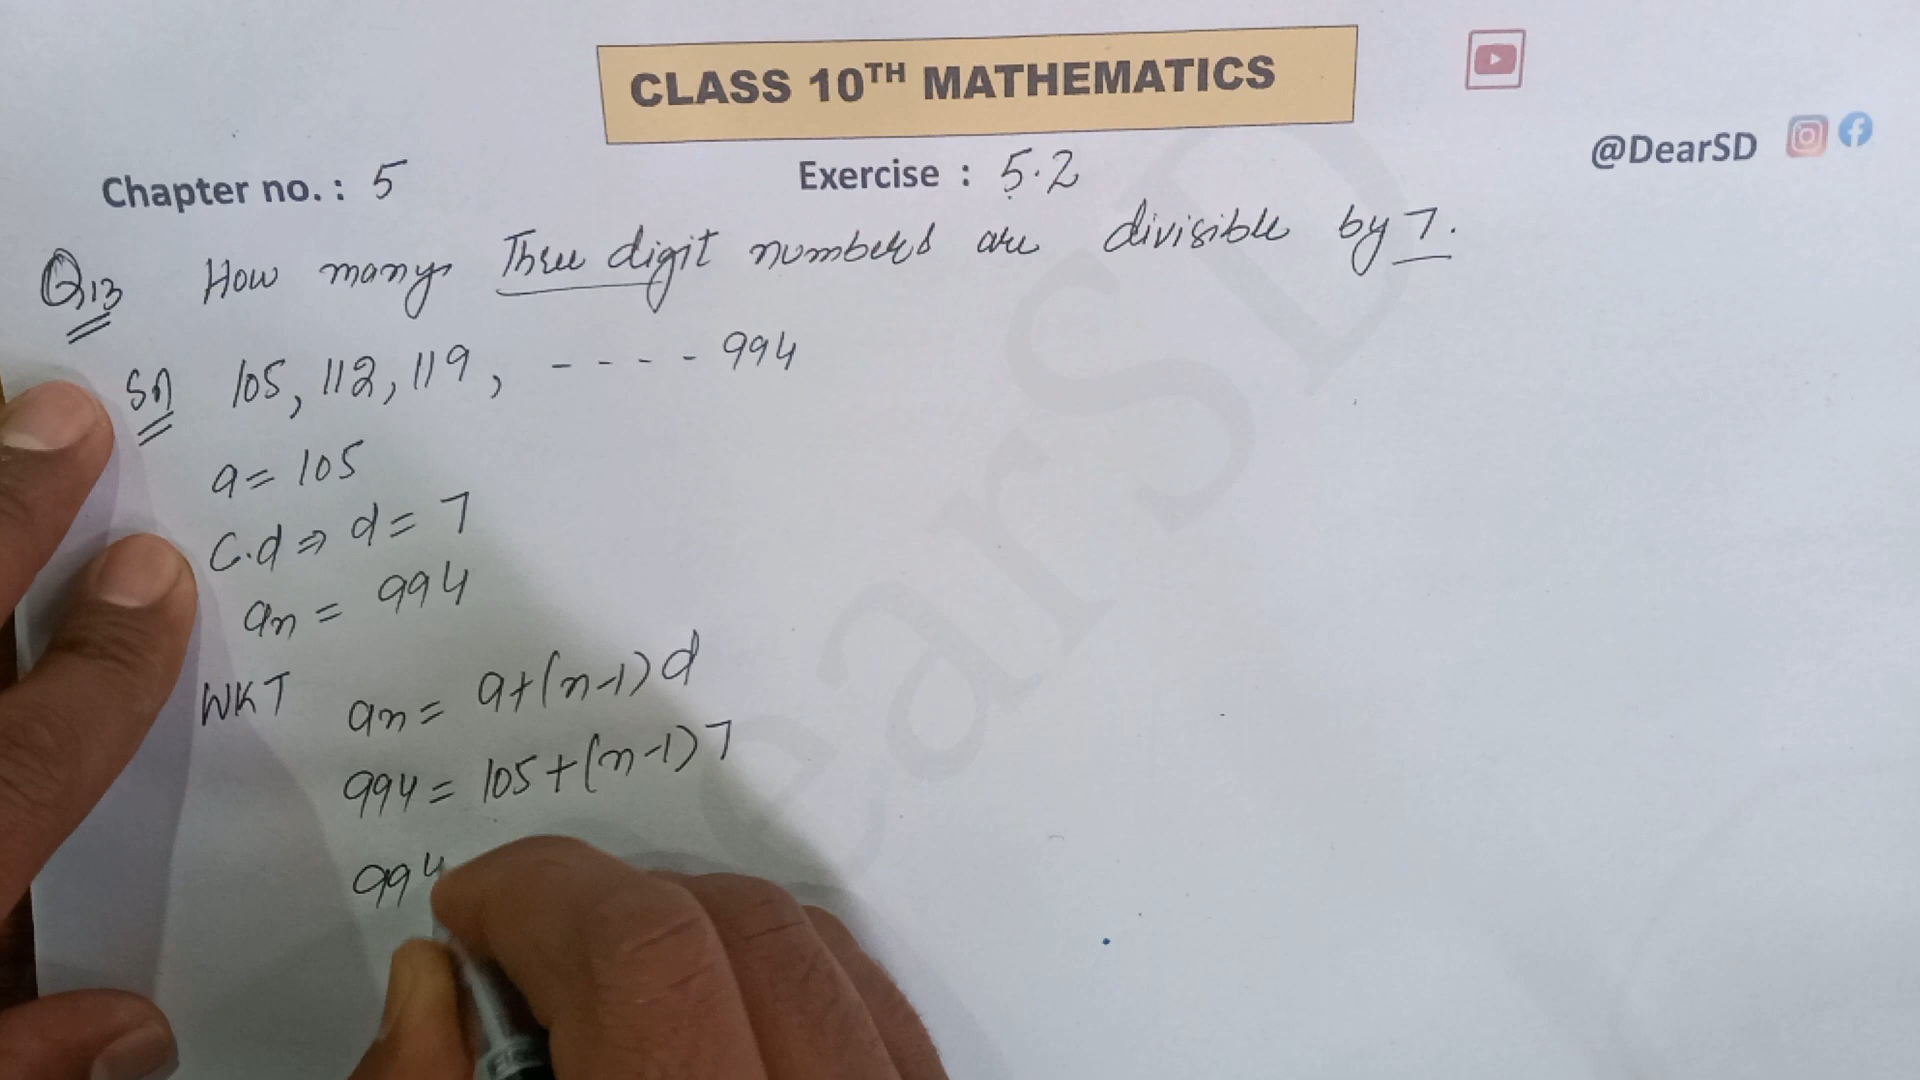 CLASS 10TH MATHEMATICS
@DearSD
Chapter no. : 5 Exercise : 5.2
Q13 How many Three digit numbers are divisible by 7.
Sol 105, 112, 119, ---- 994
a = 105
C.d ⇒ d = 7
an = 994
WKT an = a+(n-1)d
994 = 105+(n-1)7
994
earSD